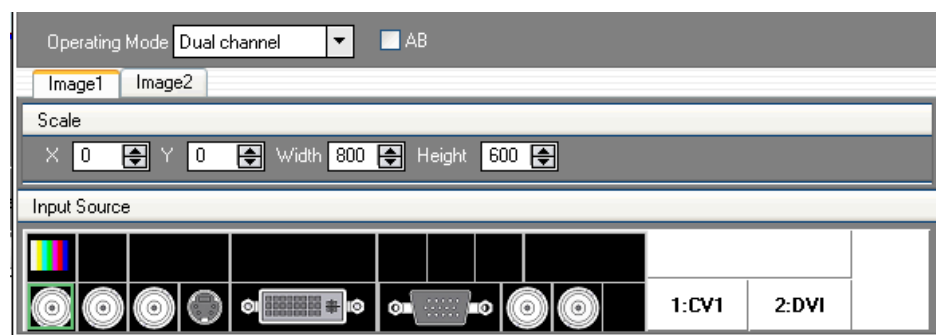 Operating Mode Dual channel AB
Image1 Image2
Scale
X 0 Y 0 Width 800 Height 600
Input Source
1:CV1 2:DVI